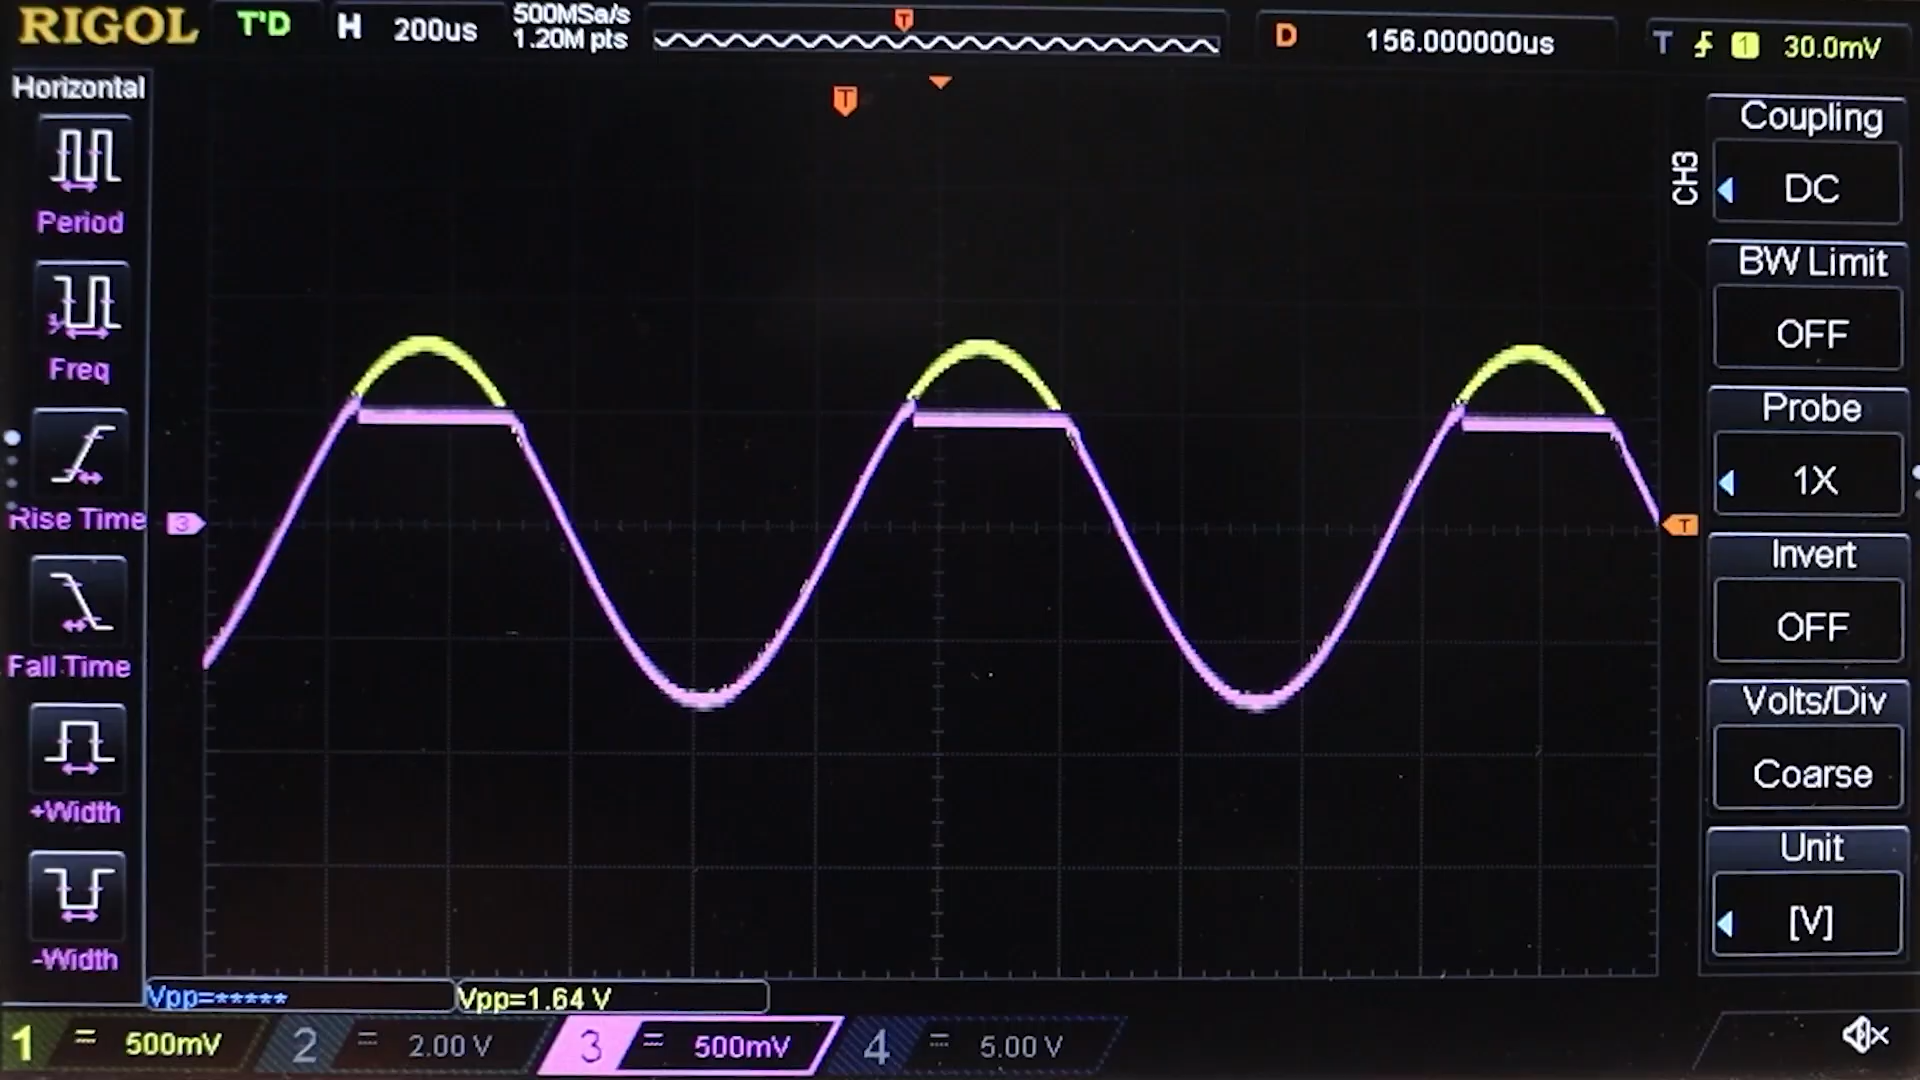 RIGOL T'D H 200us 500MSa/s 1.20M pts D 156.000000us T 1 30.0mV
T
T
Horizontal
Period
Freq
Rise Time
Fall Time
+Width
-Width
3
T
CH3
Coupling
DC
BW Limit
OFF
Probe
1X
Invert
OFF
Volts/Div
Coarse
Unit
[V]
Vpp=***** Vpp=1.64 V
1 500mV 2 2.00 V 3 500mV 4 5.00 V